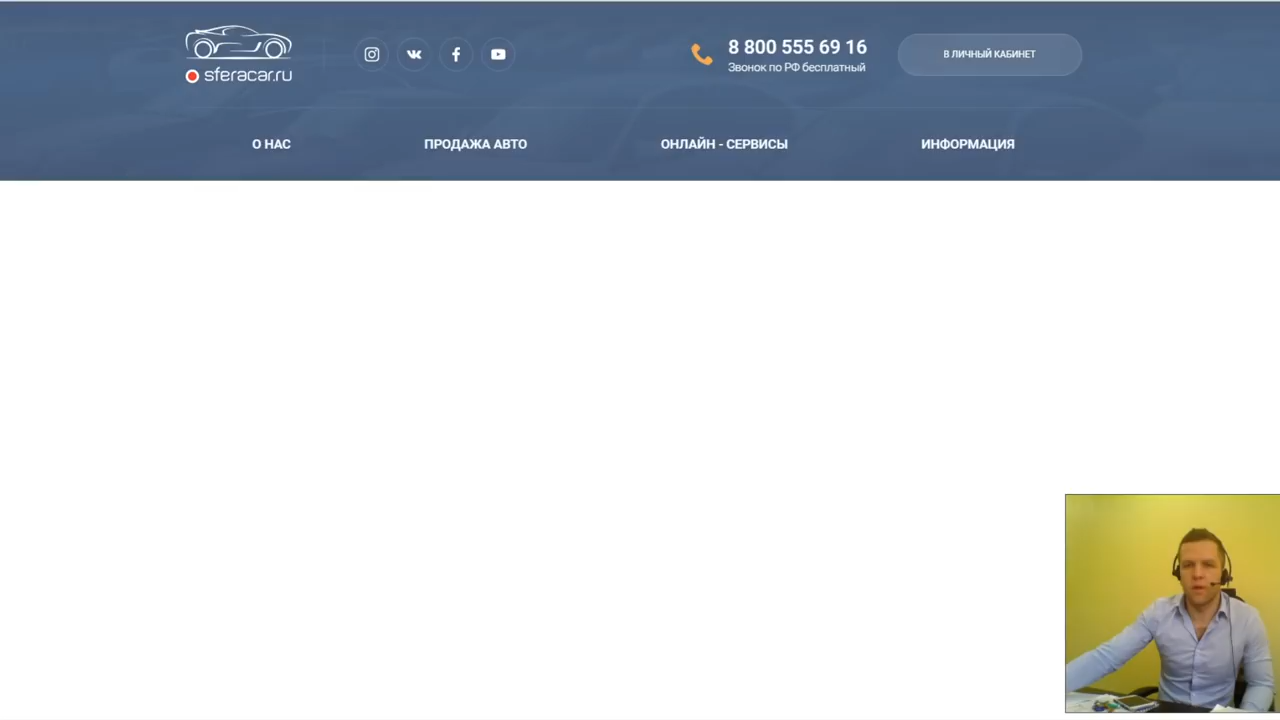 sferacar.ru
8 800 555 69 16
Звонок по РФ бесплатный
В ЛИЧНЫЙ КАБИНЕТ
О НАС
ПРОДАЖА АВТО
ОНЛАЙН - СЕРВИСЫ
ИНФОРМАЦИЯ